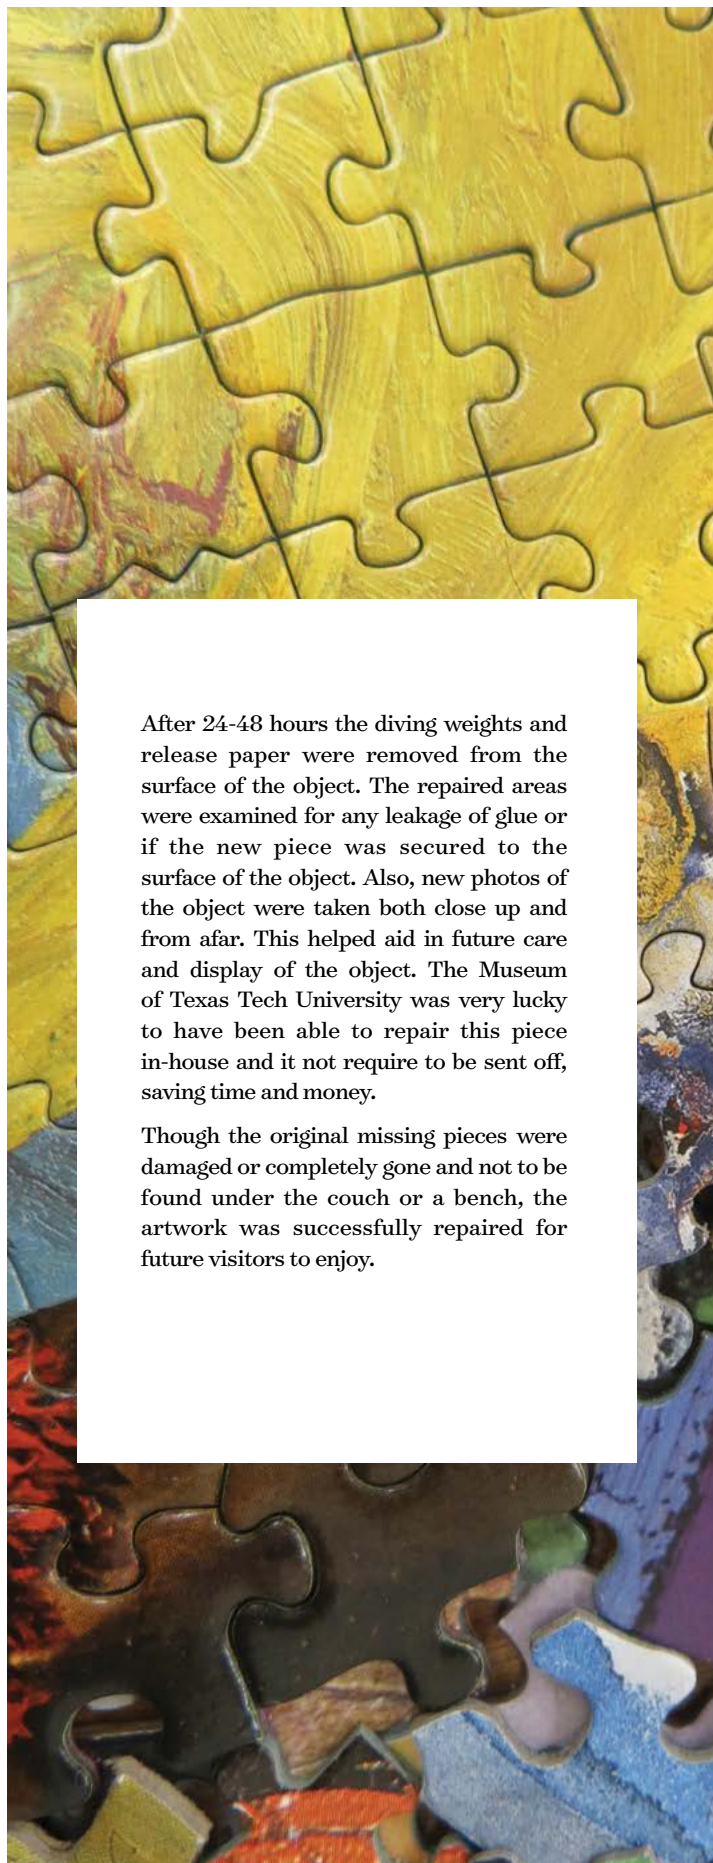 After 24-48 hours the diving weights and
release paper were removed from the
surface of the object. The repaired areas
were examined for any leakage of glue or
if the new piece was secured to the
surface of the object. Also, new photos of
the object were taken both close up and
from afar. This helped aid in future care
and display of the object. The Museum
of Texas Tech University was very lucky
to have been able to repair this piece
in-house and it not require to be sent off,
saving time and money.
Though the original missing pieces were
damaged or completely gone and not to be
found under the couch or a bench, the
artwork was successfully repaired for
future visitors to enjoy.